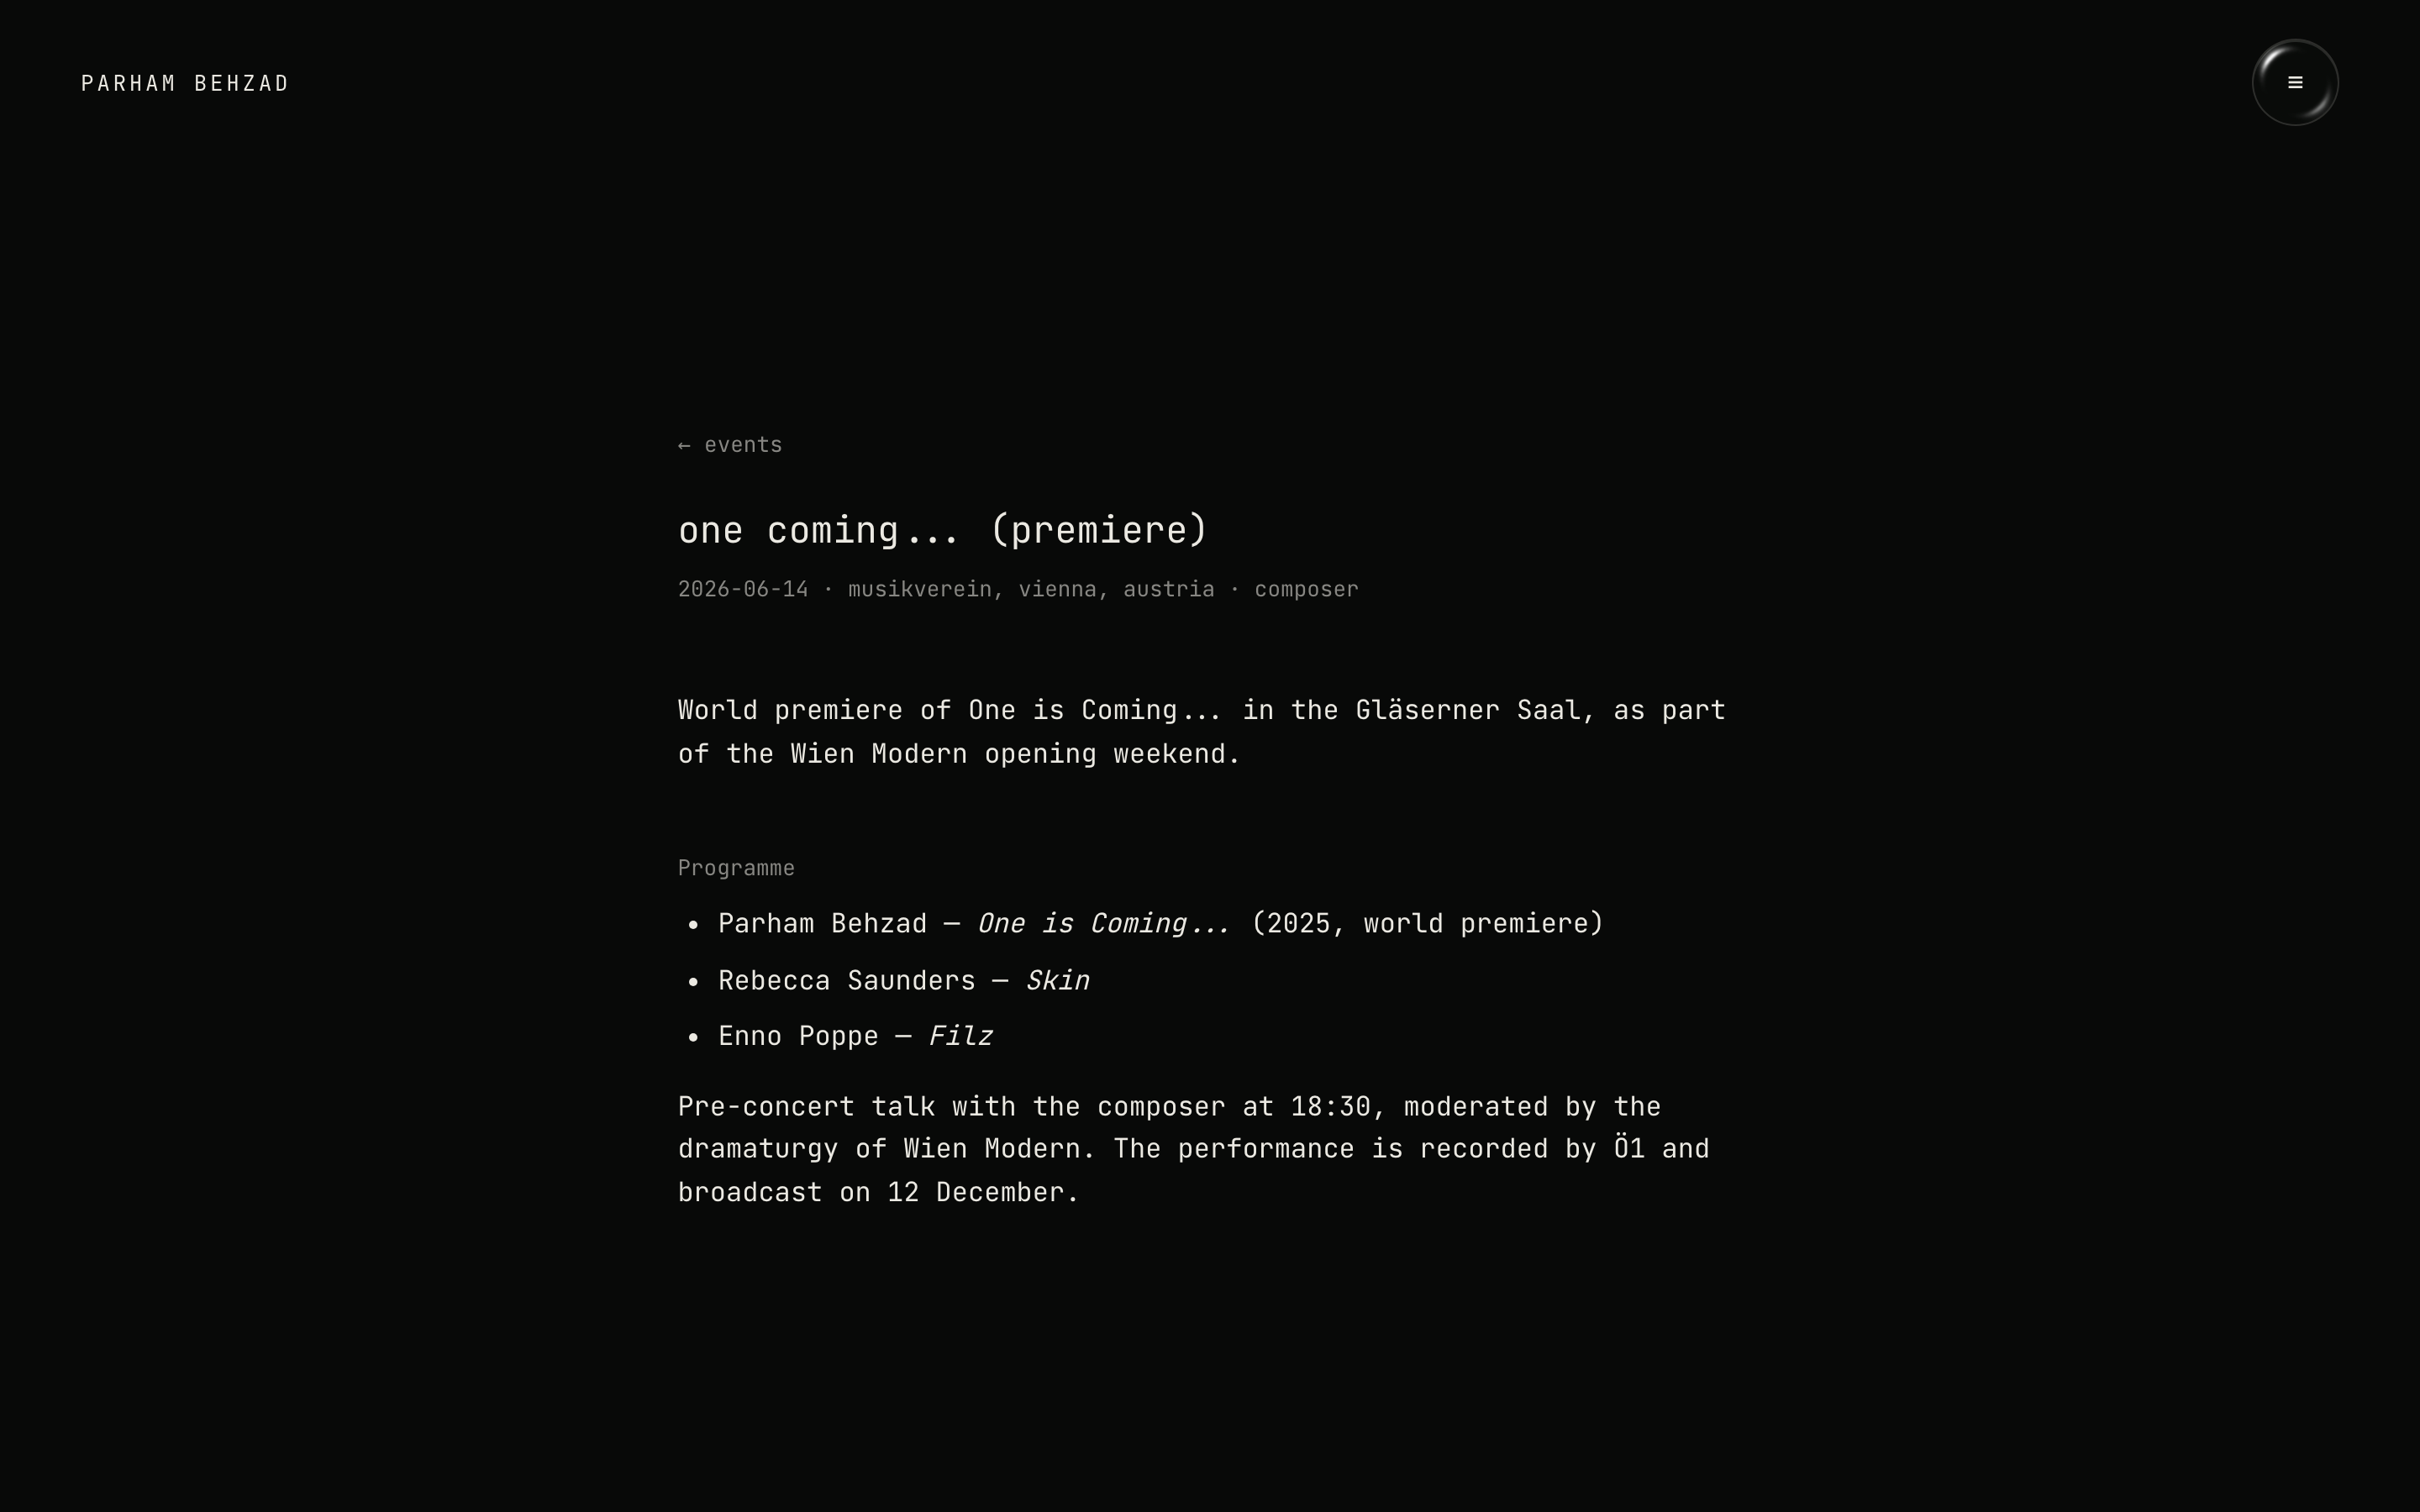 PARHAM BEHZAD
≡
← events
one coming... (premiere)
2026-06-14 · musikverein, vienna, austria · composer
World premiere of One is Coming... in the Gläserner Saal, as part
of the Wien Modern opening weekend.
Programme
• Parham Behzad — One is Coming... (2025, world premiere)
• Rebecca Saunders — Skin
• Enno Poppe — Filz
Pre-concert talk with the composer at 18:30, moderated by the
dramaturgy of Wien Modern. The performance is recorded by Ö1 and
broadcast on 12 December.